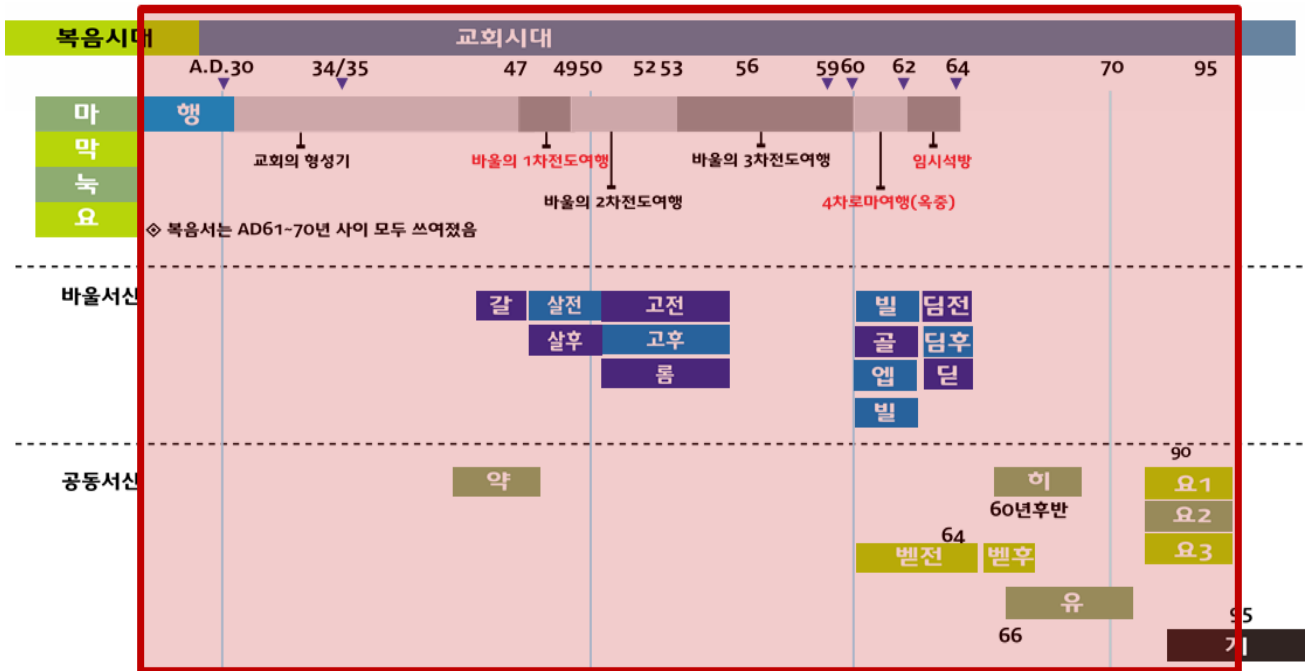 복음시대 교회시대
A.D.30 34/35 47 4950 5253 56 5960 62 64 70 95
마 행
막
눅
요
교회의 형성기 바울의 1차전도여행 바울의 3차전도여행 임시석방
바울의 2차전도여행 4차로마여행(옥중)
◈ 복음서는 AD61~70년 사이 모두 쓰여졌음
바울서신 갈 살전 고전 빌 딤전
살후 고후 골 딤후
롬 엡 딛
빌
90
공동서신 약 히 요1
60년후반 요2
64
벧전 벧후 요3
유
66 95
계